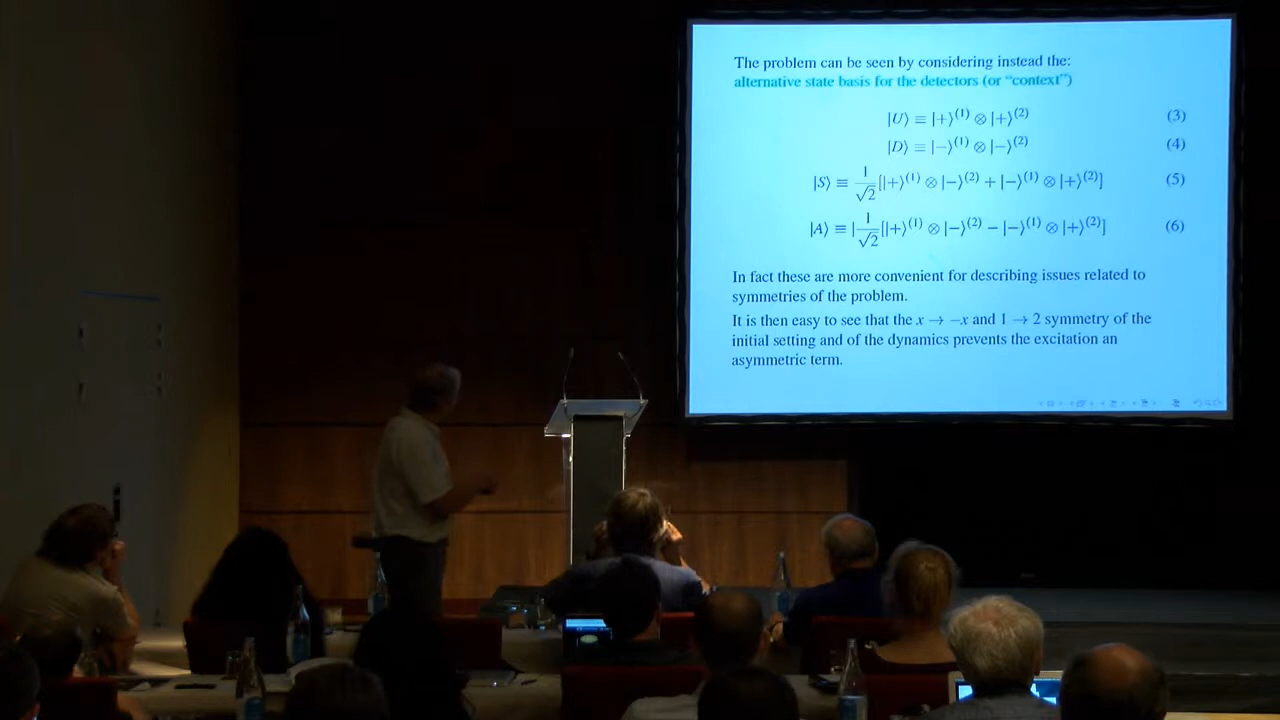 The problem can be seen by considering instead the:
alternative state basis for the detectors (or “context”)
|U⟩ ≡ |+⟩⁽¹⁾ ⊗ |+⟩⁽²⁾ (3)
|D⟩ ≡ |−⟩⁽¹⁾ ⊗ |−⟩⁽²⁾ (4)
|S⟩ ≡ 1/√2 [|+⟩⁽¹⁾ ⊗ |−⟩⁽²⁾ + |−⟩⁽¹⁾ ⊗ |+⟩⁽²⁾] (5)
|A⟩ ≡ |1/√2 [|+⟩⁽¹⁾ ⊗ |−⟩⁽²⁾ − |−⟩⁽¹⁾ ⊗ |+⟩⁽²⁾] (6)
In fact these are more convenient for describing issues related to
symmetries of the problem.
It is then easy to see that the x → −x and 1 → 2 symmetry of the
initial setting and of the dynamics prevents the excitation an
asymmetric term.